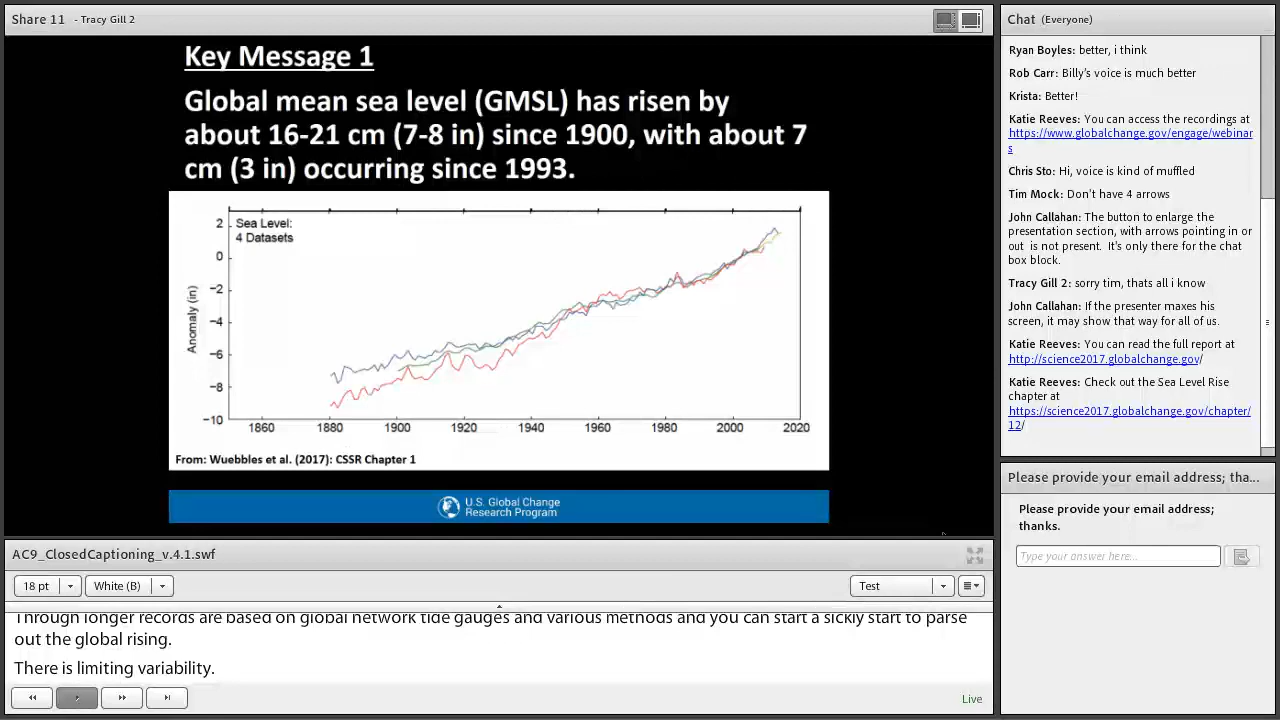 Share 11 - Tracy Gill 2
Key Message 1
Global mean sea level (GMSL) has risen by
about 16-21 cm (7-8 in) since 1900, with about 7
cm (3 in) occurring since 1993.
Sea Level:
4 Datasets
2
0
−2
−4
−6
−8
−10
Anomaly (in)
1860 1880 1900 1920 1940 1960 1980 2000 2020
From: Wuebbles et al. (2017): CSSR Chapter 1
U.S. Global Change
Research Program
AC9_ClosedCaptioning_v.4.1.swf
18 pt White (B) Test
Through longer records are based on global network tide gauges and various methods and you can start a sickly start to parse
out the global rising.
There is limiting variability.
Live
Chat (Everyone)
Ryan Boyles: better, i think
Rob Carr: Billy's voice is much better
Krista: Better!
Katie Reeves: You can access the recordings at
https://www.globalchange.gov/engage/webinar
s
Chris Sto: Hi, voice is kind of muffled
Tim Mock: Don't have 4 arrows
John Callahan: The button to enlarge the
presentation section, with arrows pointing in or
out is not present. It's only there for the chat
box block.
Tracy Gill 2: sorry tim, thats all i know
John Callahan: If the presenter maxes his
screen, it may show that way for all of us.
Katie Reeves: You can read the full report at
http://science2017.globalchange.gov/
Katie Reeves: Check out the Sea Level Rise
chapter at
https://science2017.globalchange.gov/chapter/
12/
Please provide your email address; tha...
Please provide your email address;
thanks.
Type your answer here...